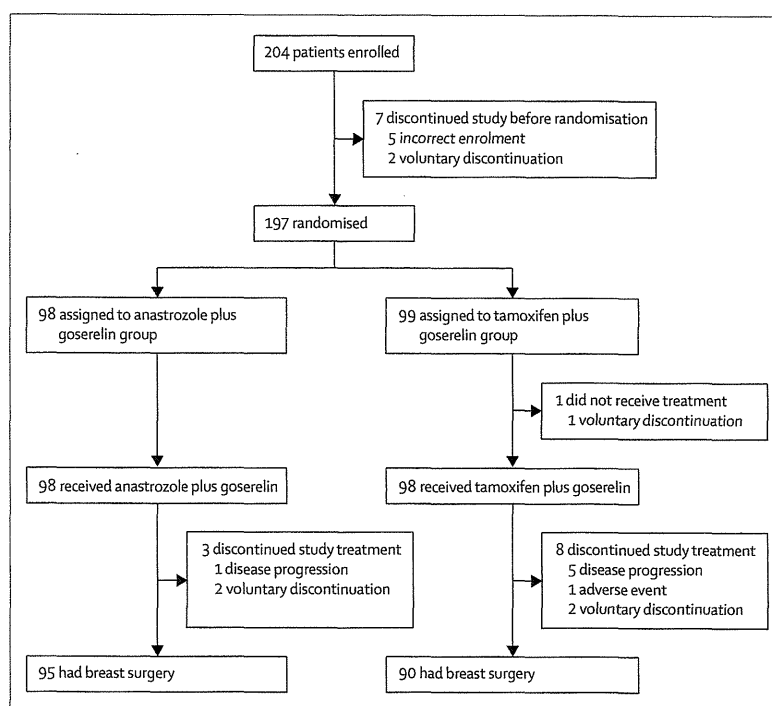 204 patients enrolled
7 discontinued study before randomisation
5 incorrect enrolment
2 voluntary discontinuation
197 randomised
98 assigned to anastrozole plus
goserelin group
99 assigned to tamoxifen plus
goserelin group
1 did not receive treatment
1 voluntary discontinuation
98 received anastrozole plus goserelin
98 received tamoxifen plus goserelin
3 discontinued study treatment
1 disease progression
2 voluntary discontinuation
8 discontinued study treatment
5 disease progression
1 adverse event
2 voluntary discontinuation
95 had breast surgery
90 had breast surgery